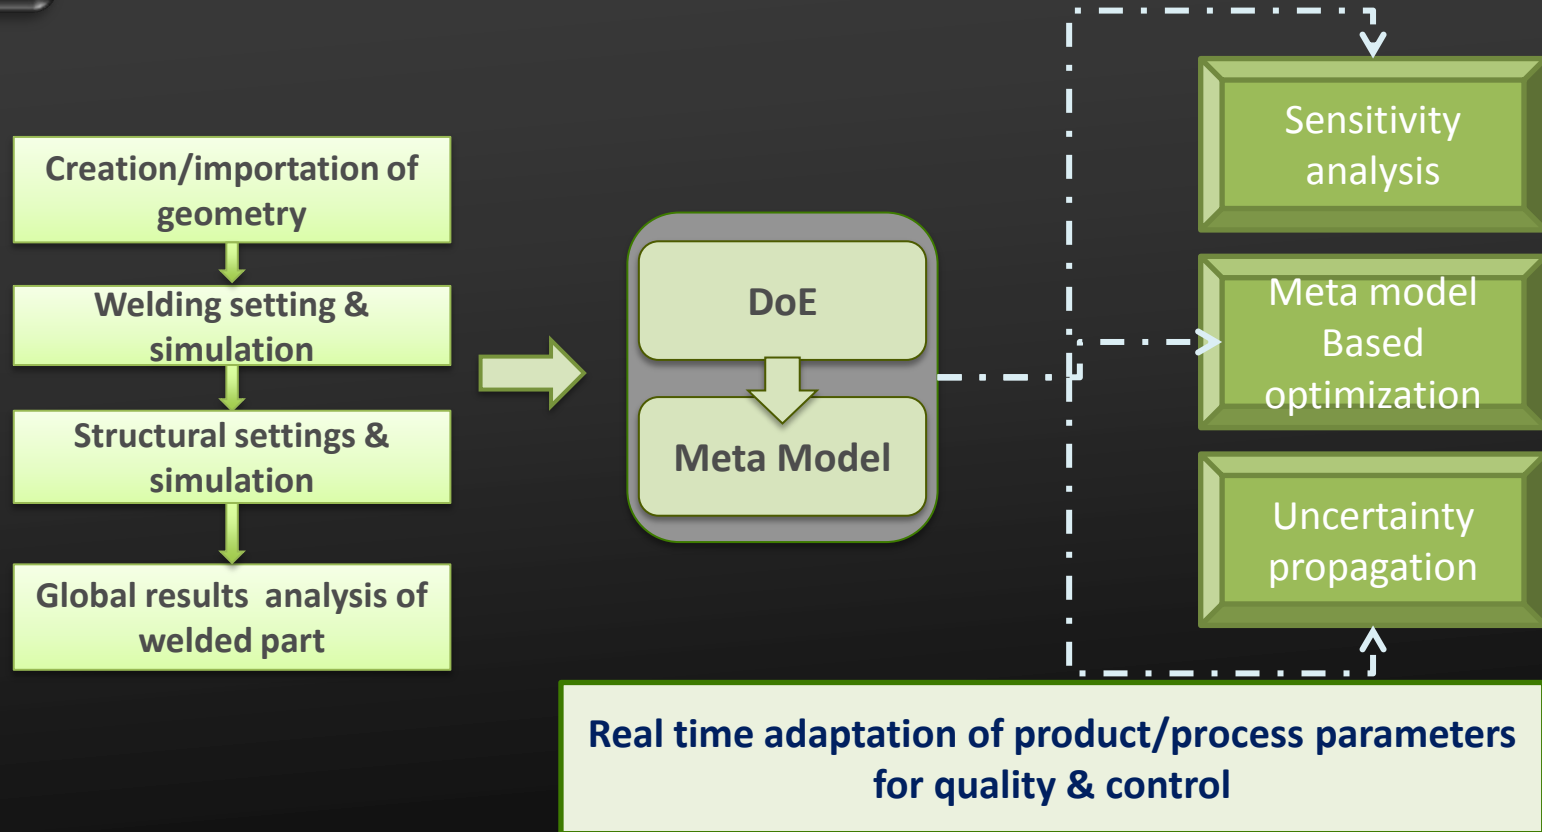 Creation/importation of
geometry
Welding setting &
simulation
Structural settings &
simulation
Global results analysis of
welded part
DoE
Meta Model
Sensitivity
analysis
Meta model
Based
optimization
Uncertainty
propagation
Real time adaptation of product/process parameters
for quality & control